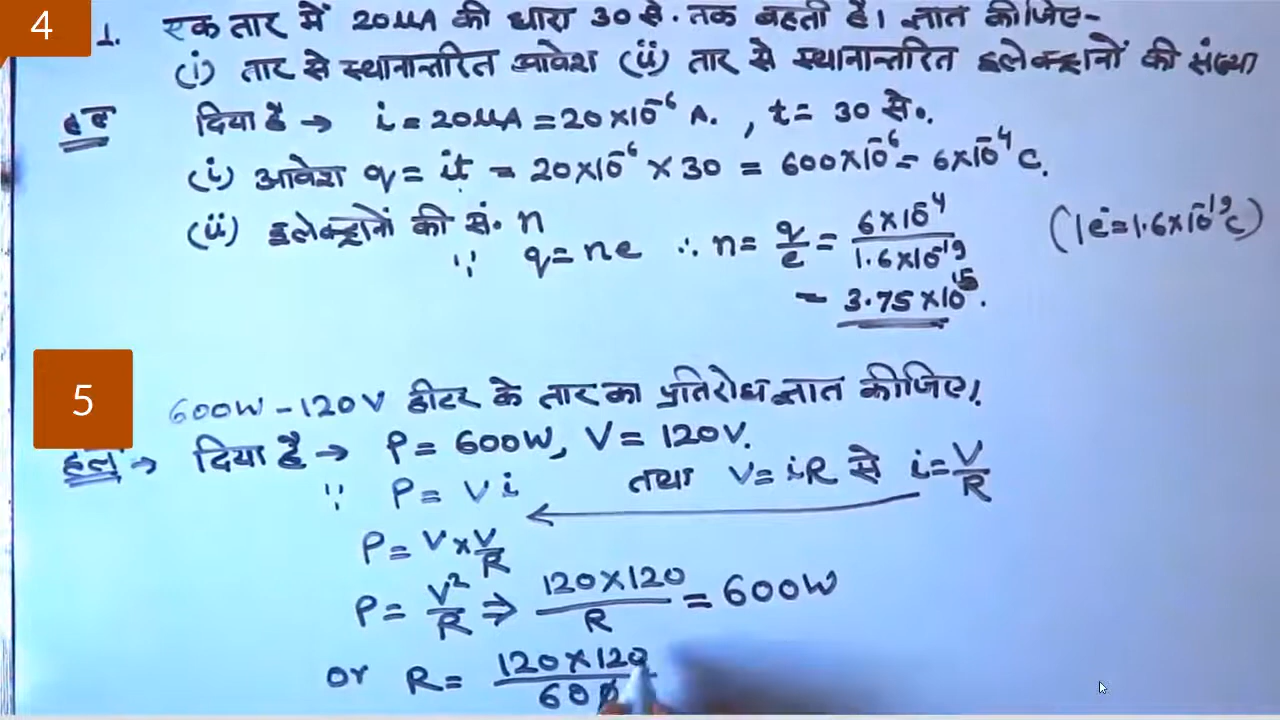 4
1. एक तार में 20µA की धारा 30 से. तक बहती है। ज्ञात कीजिए-
(i) तार से स्थानान्तरित आवेश (ii) तार से स्थानान्तरित इलेक्ट्रानों की संख्या
हल दिया है → i = 20µA = 20×10⁻⁶ A. , t = 30 से.
(i) आवेश q = it = 20×10⁻⁶ × 30 = 600×10⁻⁶ = 6×10⁻⁴ C.
(ii) इलेक्ट्रानों की सं. n
∵ q = ne ∴ n = q/e = 6×10⁻⁴/1.6×10⁻¹⁹ (1e⁻=1.6×10⁻¹⁹C)
= 3.75×10¹⁵.
5
600W-120V हीटर के तार का प्रतिरोध ज्ञात कीजिए।
हल → दिया है → P = 600W, V = 120V.
∵ P = Vi तथा V = iR से i = V/R
P = V×V/R
P = V²/R ⇒ 120×120/R = 600W
or R = 120×120/600